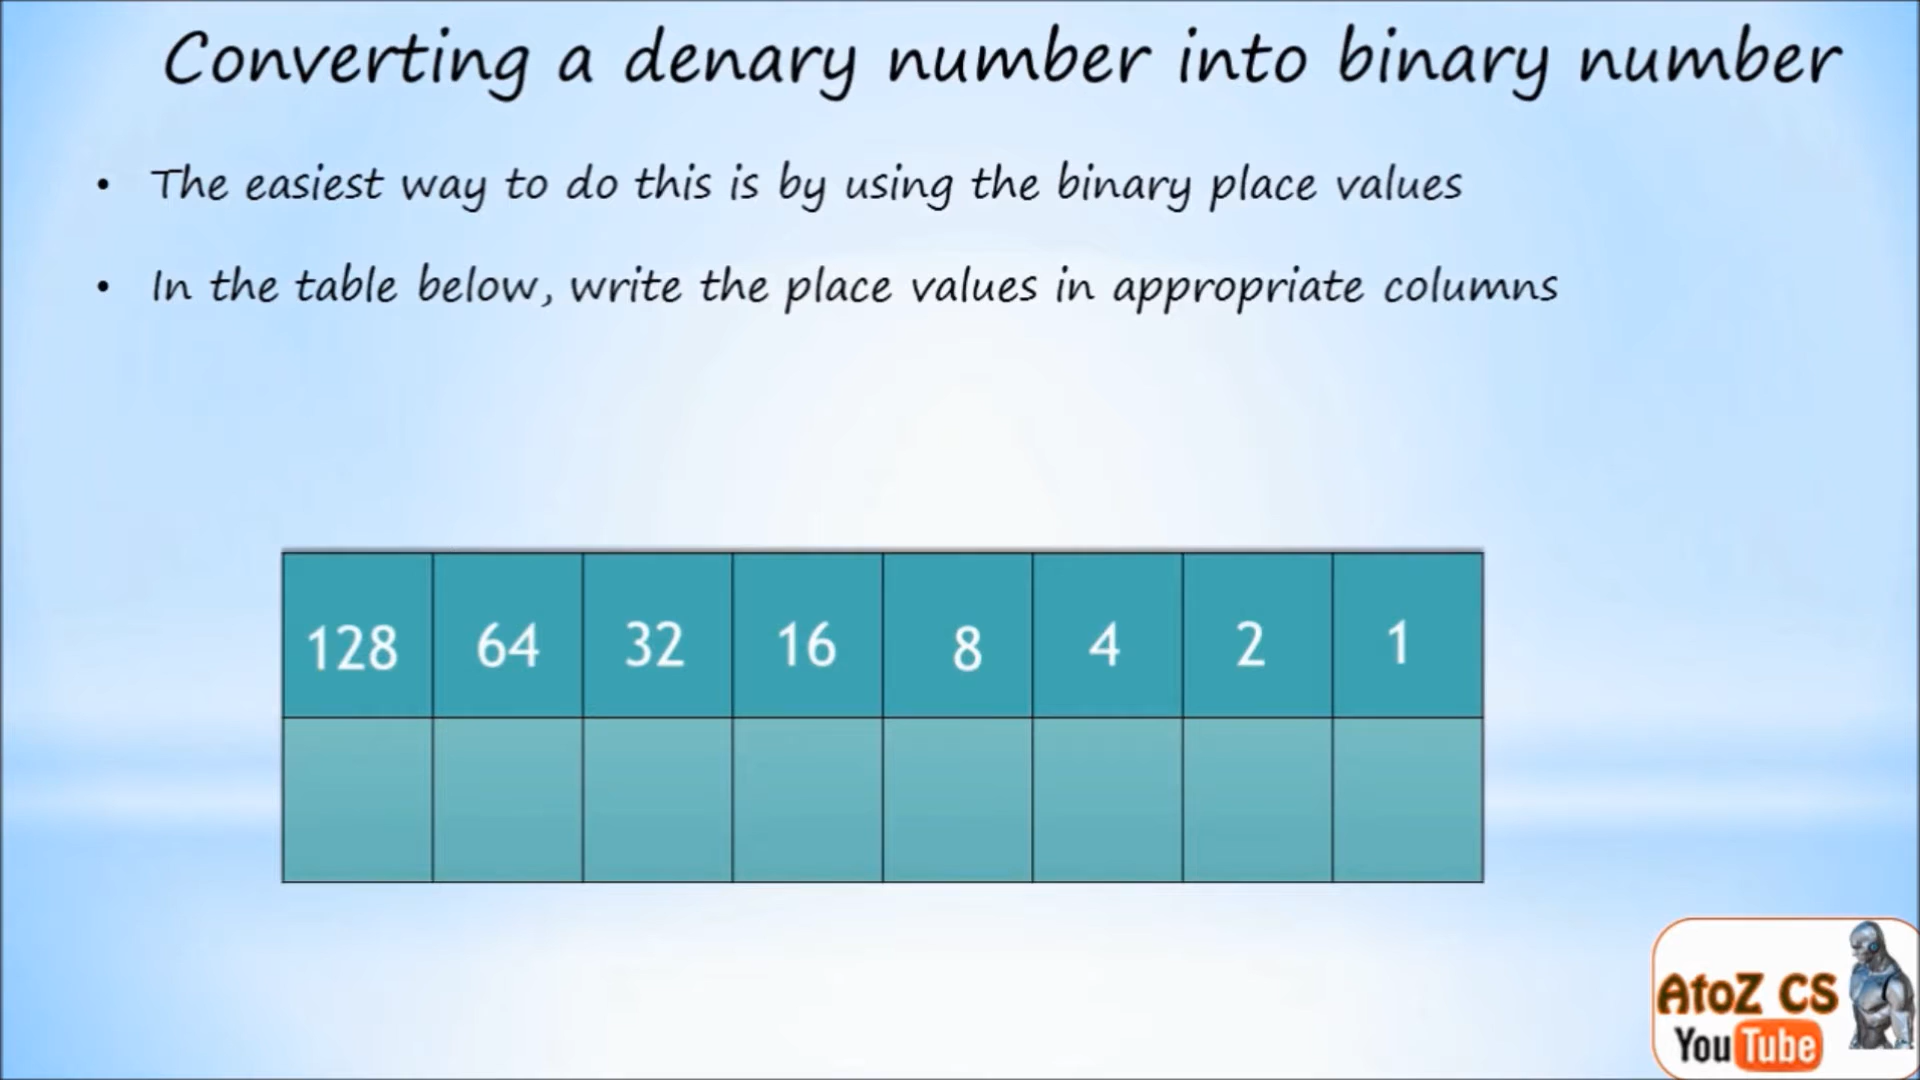 Converting a denary number into binary number
• The easiest way to do this is by using the binary place values
• In the table below, write the place values in appropriate columns
128 64 32 16 8 4 2 1
AtoZ CS
YouTube